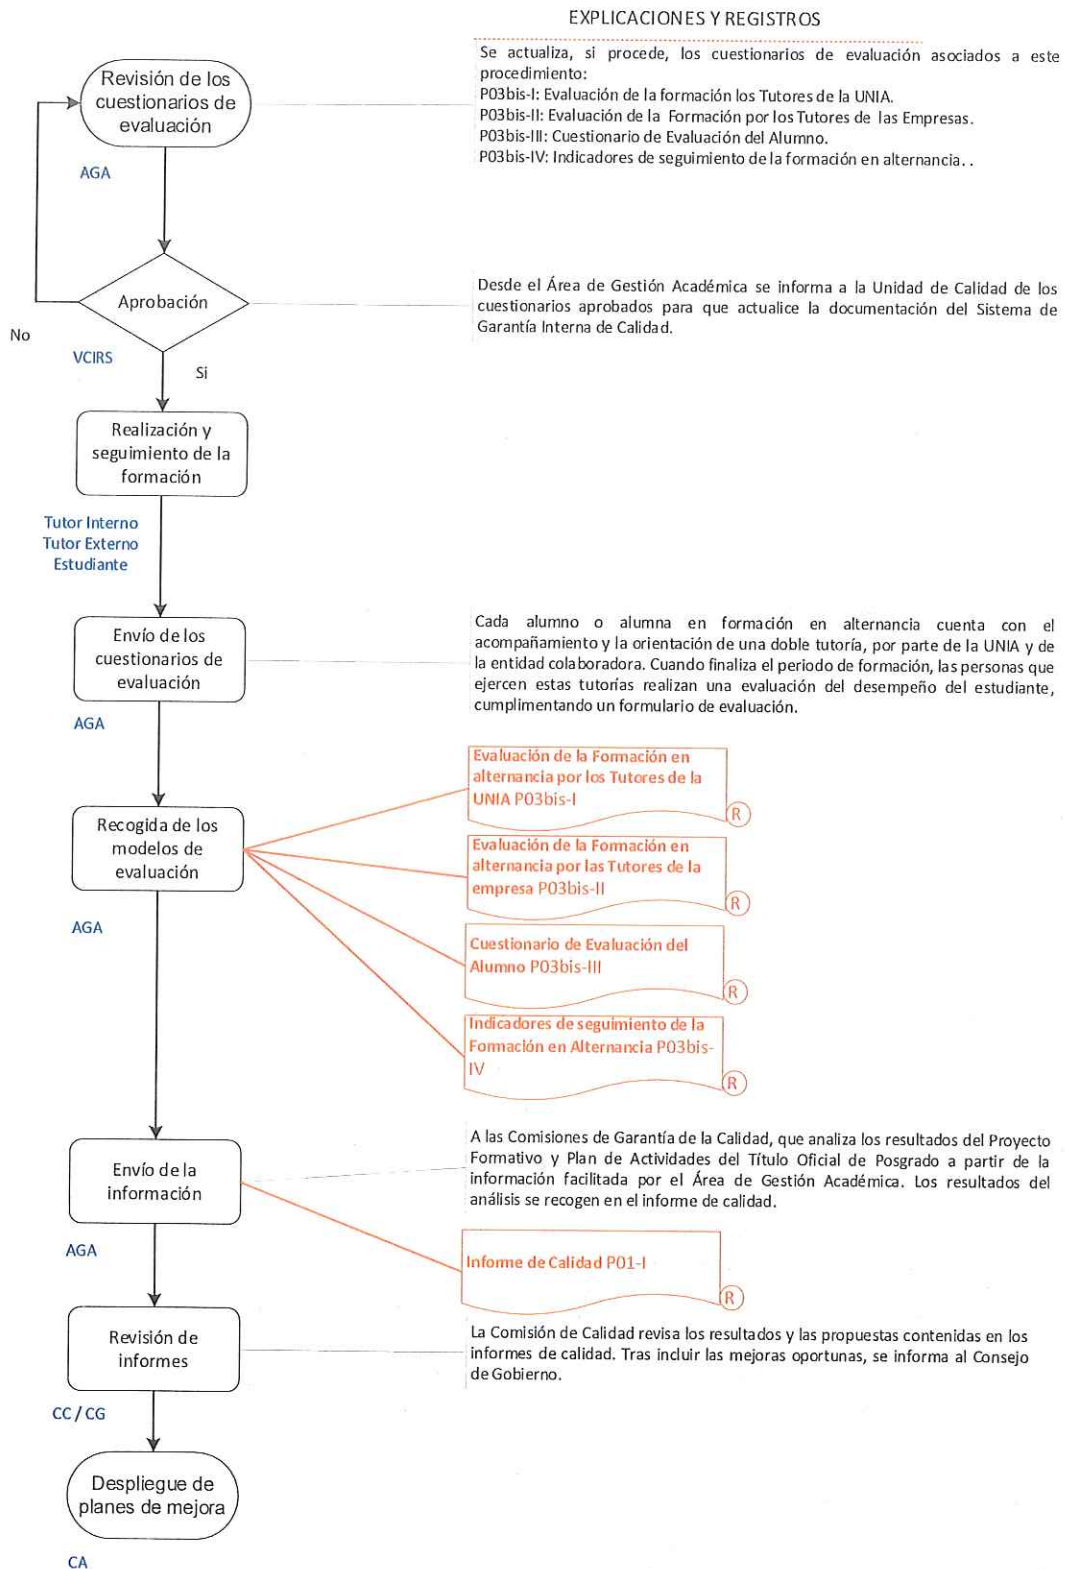 EXPLICACIONES Y REGISTROS
Revisión de los
cuestionarios de
evaluación
AGA
Se actualiza, si procede, los cuestionarios de evaluación asociados a este
procedimiento:
P03bis-I: Evaluación de la formación los Tutores de la UNIA.
P03bis-II: Evaluación de la Formación por los Tutores de las Empresas.
P03bis-III: Cuestionario de Evaluación del Alumno.
P03bis-IV: Indicadores de seguimiento de la formación en alternancia. .
Aprobación
No
VCIRS
Si
Desde el Área de Gestión Académica se informa a la Unidad de Calidad de los
cuestionarios aprobados para que actualice la documentación del Sistema de
Garantía Interna de Calidad.
Realización y
seguimiento de la
formación
Tutor Interno
Tutor Externo
Estudiante
Envío de los
cuestionarios de
evaluación
AGA
Cada alumno o alumna en formación en alternancia cuenta con el
acompañamiento y la orientación de una doble tutoría, por parte de la UNIA y de
la entidad colaboradora. Cuando finaliza el periodo de formación, las personas que
ejercen estas tutorías realizan una evaluación del desempeño del estudiante,
cumplimentando un formulario de evaluación.
Recogida de los
modelos de
evaluación
AGA
Evaluación de la Formación en
alternancia por los Tutores de la
UNIA P03bis-I
R
Evaluación de la Formación en
alternancia por las Tutores de la
empresa P03bis-II
R
Cuestionario de Evaluación del
Alumno P03bis-III
R
Indicadores de seguimiento de la
Formación en Alternancia P03bis-
IV
R
Envío de la
información
AGA
A las Comisiones de Garantía de la Calidad, que analiza los resultados del Proyecto
Formativo y Plan de Actividades del Título Oficial de Posgrado a partir de la
información facilitada por el Área de Gestión Académica. Los resultados del
análisis se recogen en el informe de calidad.
Informe de Calidad P01-I
R
Revisión de
informes
CC / CG
La Comisión de Calidad revisa los resultados y las propuestas contenidas en los
informes de calidad. Tras incluir las mejoras oportunas, se informa al Consejo
de Gobierno.
Despliegue de
planes de mejora
CA